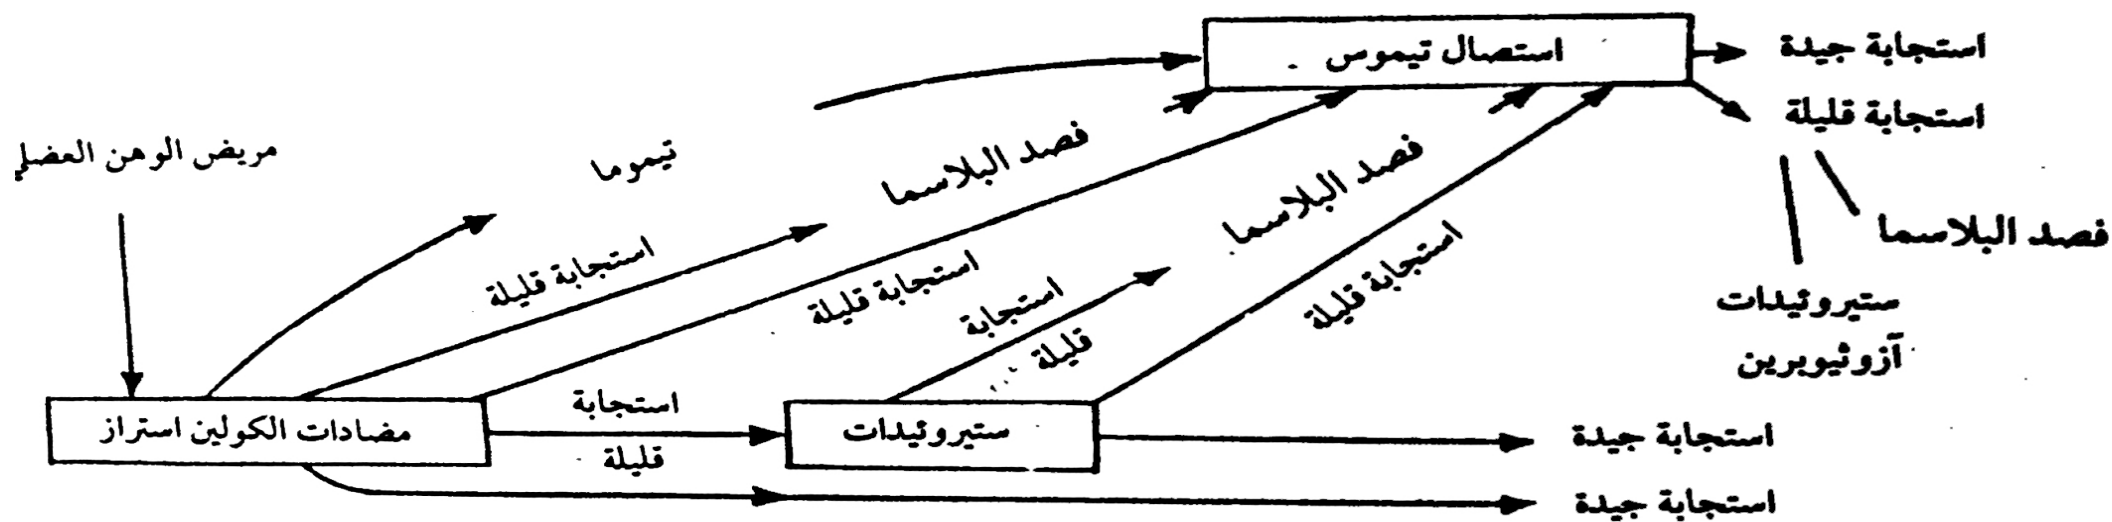 استصال تيموس
استجابة جيدة
استجابة قليلة
فصد البلاسما
ستيروئيدات
آزوثيوبرين
مريض الوهن العضلي
تيموما
فصد البلاسما
فصد البلاسما
استجابة قليلة
استجابة قليلة
استجابة
قليلة
استجابة قليلة
مضادات الكولين استراز
استجابة
قليلة
ستيروئيدات
استجابة جيدة
استجابة جيدة